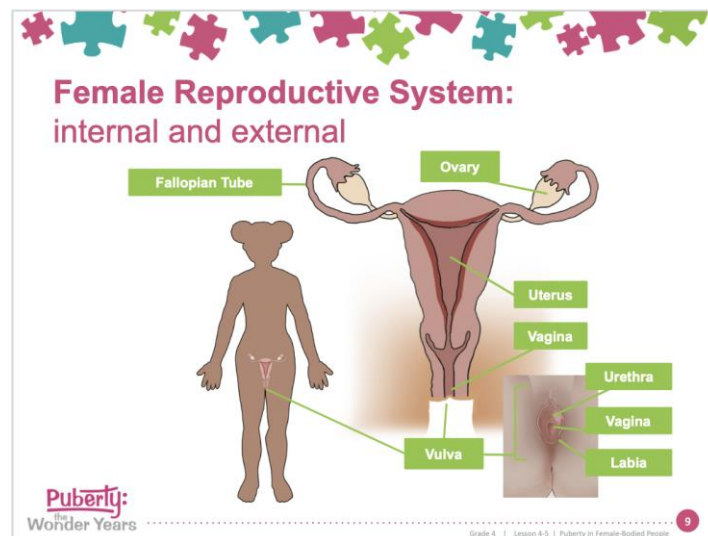 Female Reproductive System:
internal and external
Fallopian Tube
Ovary
Uterus
Vagina
Urethra
Vagina
Labia
Vulva
Puberty:
the
Wonder Years
Grade 4 | Lesson 4-5 | Puberty in Female-Bodied People
9